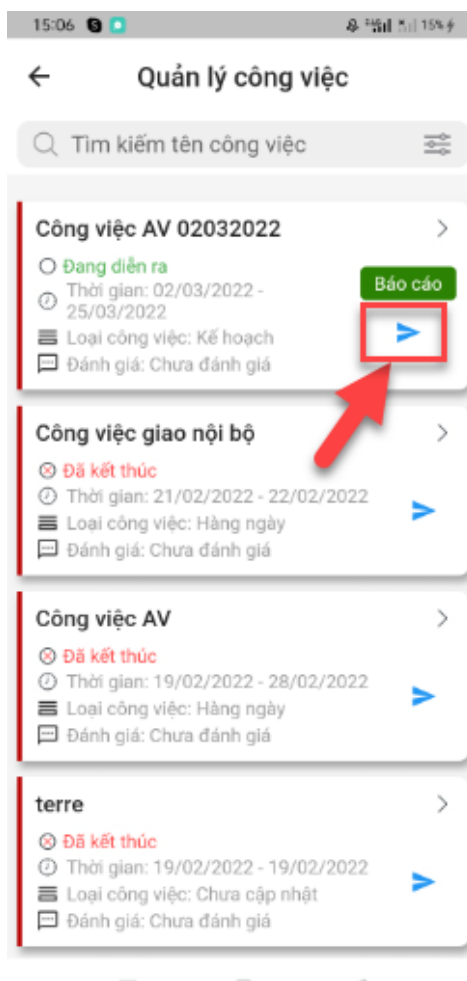 15:06
15%
Quản lý công việc
Tìm kiếm tên công việc
Công việc AV 02032022
Đang diễn ra
Báo cáo
Thời gian: 02/03/2022 -
25/03/2022
Loại công việc: Kế hoạch
Đánh giá: Chưa đánh giá
Công việc giao nội bộ
Đã kết thúc
Thời gian: 21/02/2022 - 22/02/2022
Loại công việc: Hàng ngày
Đánh giá: Chưa đánh giá
Công việc AV
Đã kết thúc
Thời gian: 19/02/2022 - 28/02/2022
Loại công việc: Hàng ngày
Đánh giá: Chưa đánh giá
terre
Đã kết thúc
Thời gian: 19/02/2022 - 19/02/2022
Loại công việc: Chưa cập nhật
Đánh giá: Chưa đánh giá